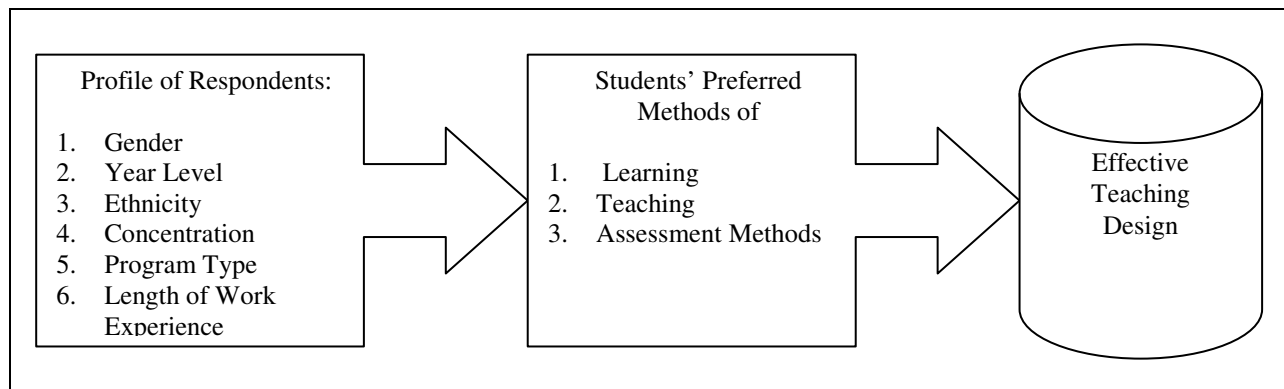 Profile of Respondents:
1. Gender
2. Year Level
3. Ethnicity
4. Concentration
5. Program Type
6. Length of Work
Experience
Students’ Preferred
Methods of
1. Learning
2. Teaching
3. Assessment Methods
Effective
Teaching
Design